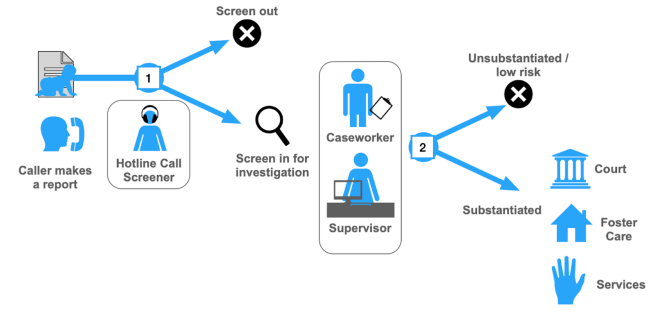 Screen out
1
Caller makes
a report
Hotline Call
Screener
Screen in for
investigation
Caseworker
Supervisor
2
Unsubstantiated /
low risk
Substantiated
Court
Foster
Care
Services